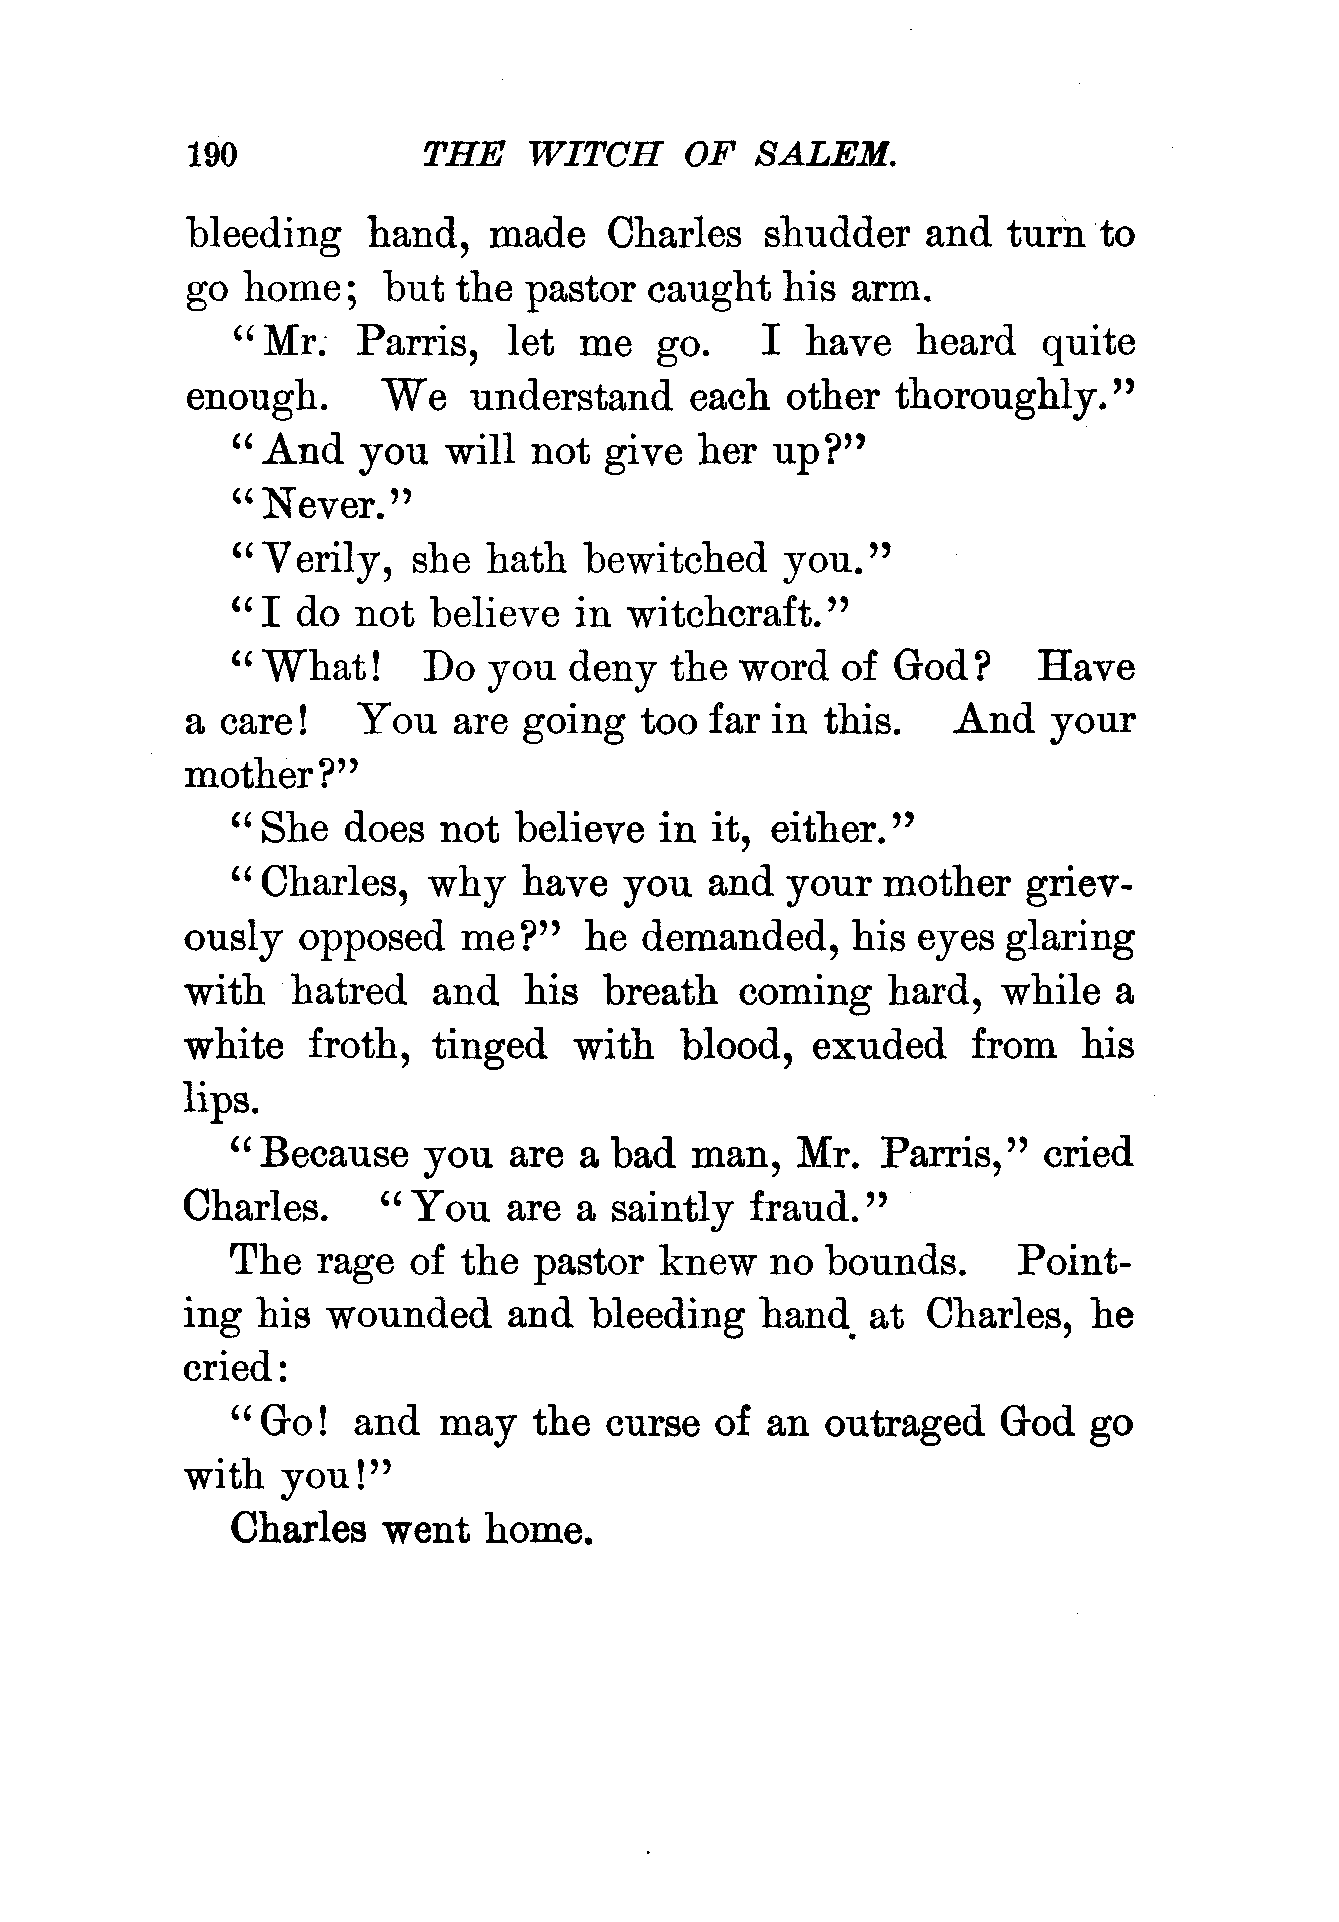 190 THE WITCH OF SALEM.
bleeding hand, made Charles shudder and turn to
go home; but the pastor caught his arm.
"Mr. Parris, let me go. I have heard quite
enough. We understand each other thoroughly."
"And you will not give her up?"
"Never."
"Verily, she hath bewitched you."
"I do not believe in witchcraft."
"What! Do you deny the word of God? Have
a care! You are going too far in this. And your
mother?"
"She does not believe in it, either."
"Charles, why have you and your mother griev-
ously opposed me?" he demanded, his eyes glaring
with hatred and his breath coming hard, while a
white froth, tinged with blood, exuded from his
lips.
"Because you are a bad man, Mr. Parris," cried
Charles. "You are a saintly fraud."
The rage of the pastor knew no bounds. Point-
ing his wounded and bleeding hand at Charles, he
cried:
"Go! and may the curse of an outraged God go
with you!"
Charles went home.